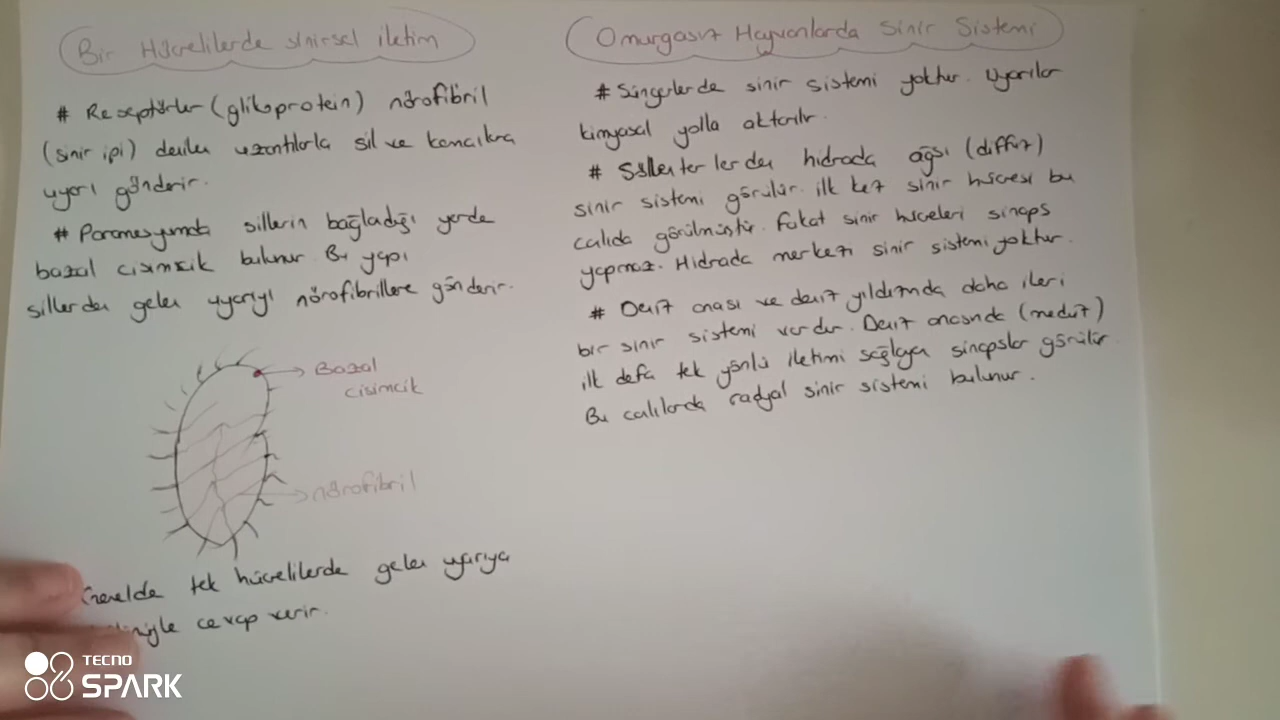 Bir Hücrelilerde sinirsel iletim
# Reseptörler (glikoprotein) nörofibril
(sinir ipi) denilen uzantılarla sil ve kamçılara
uyarı gönderir.
# Paramesyumda sillerin bağladığı yerde
bazal cisimcik bulunur. Bu yapı
sillerden gelen uyarıyı nörofibrillere gönderir.
Bazal
cisimcik
nörofibril
Genelde tek hücrelilerde gelen uyarıya
cevap verir.
Omurgasız Hayvanlarda Sinir Sistemi
# Süngerlerde sinir sistemi yoktur. Uyarılar
kimyasal yolla aktarılır.
# Sölenterlerden hidrada ağsı (diffüz)
sinir sistemi görülür. ilk kez sinir hücresi bu
calıda görülmüştür. Fakat sinir hücreleri sinaps
yapmaz. Hidrada merkezi sinir sistemi yoktur.
# Deniz anası ve deniz yıldızında daha ileri
bir sinir sistemi vardır. Deniz anasında (medüz)
ilk defa tek yönlü iletimi sağlayan sinapslar görülür.
Bu calılarda radyal sinir sistemi bulunur.
TECNO
SPARK